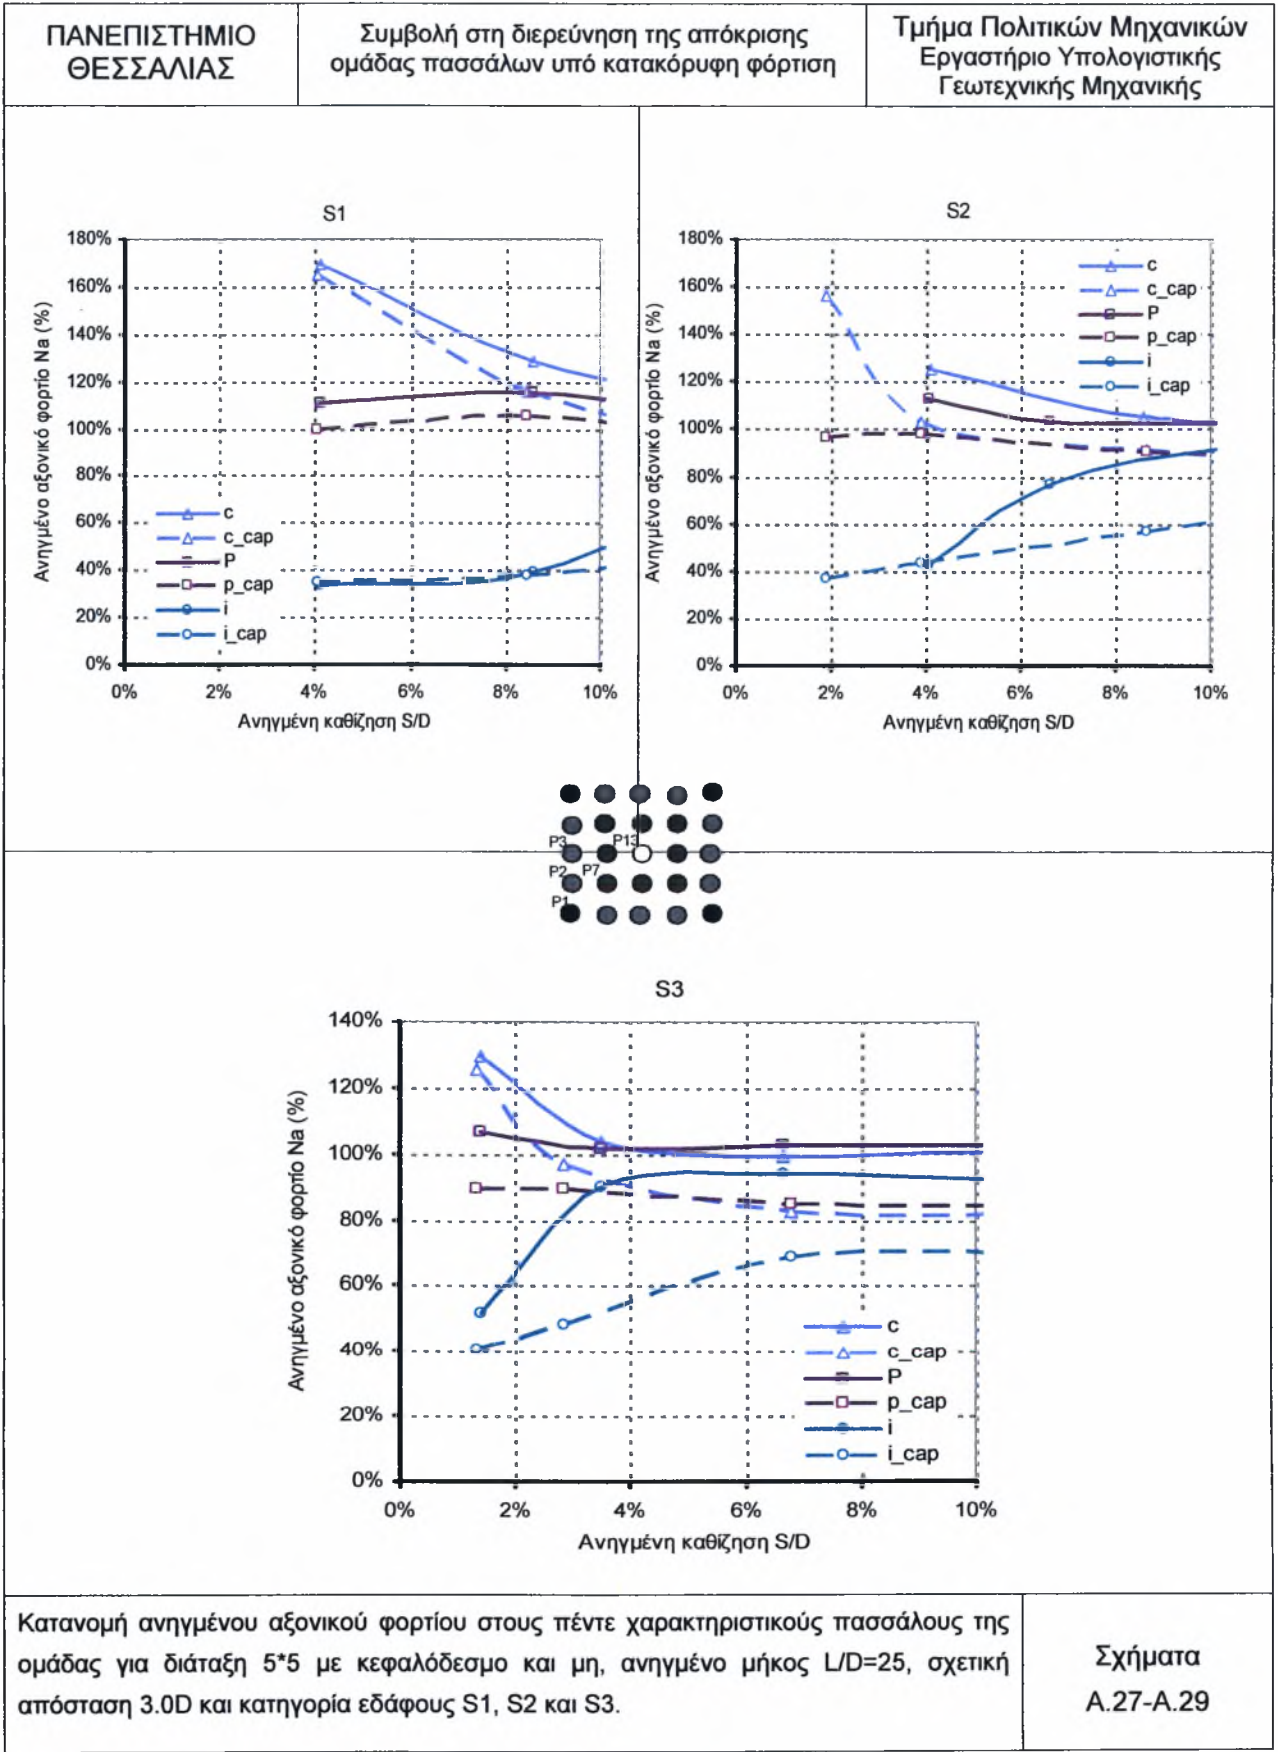 ΠΑΝΕΠΙΣΤΗΜΙΟ
ΘΕΣΣΑΛΙΑΣ
Συμβολή στη διερεύνηση της απόκρισης
ομάδας πασσάλων υπό κατακόρυφη φόρτιση
Τμήμα Πολιτικών Μηχανικών
Εργαστήριο Υπολογιστικής
Γεωτεχνικής Μηχανικής
S1
180%
160%
140%
120%
100%
80%
60%
40%
20%
0%
0% 2% 4% 6% 8% 10%
Ανηγμένο αξονικό φορτίο Na (%)
Ανηγμένη καθίζηση S/D
c
c_cap
P
p_cap
i
i_cap
S2
180%
160%
140%
120%
100%
80%
60%
40%
20%
0%
0% 2% 4% 6% 8% 10%
Ανηγμένο αξονικό φορτίο Na (%)
Ανηγμένη καθίζηση S/D
c
c_cap
P
p_cap
i
i_cap
P3 P13
P2 P7
P1
S3
140%
120%
100%
80%
60%
40%
20%
0%
0% 2% 4% 6% 8% 10%
Ανηγμένο αξονικό φορτίο Na (%)
Ανηγμένη καθίζηση S/D
c
c_cap
P
p_cap
i
i_cap
Κατανομή ανηγμένου αξονικού φορτίου στους πέντε χαρακτηριστικούς πασσάλους της
ομάδας για διάταξη 5*5 με κεφαλόδεσμο και μη, ανηγμένο μήκος L/D=25, σχετική
απόσταση 3.0D και κατηγορία εδάφους S1, S2 και S3.
Σχήματα
Α.27-Α.29